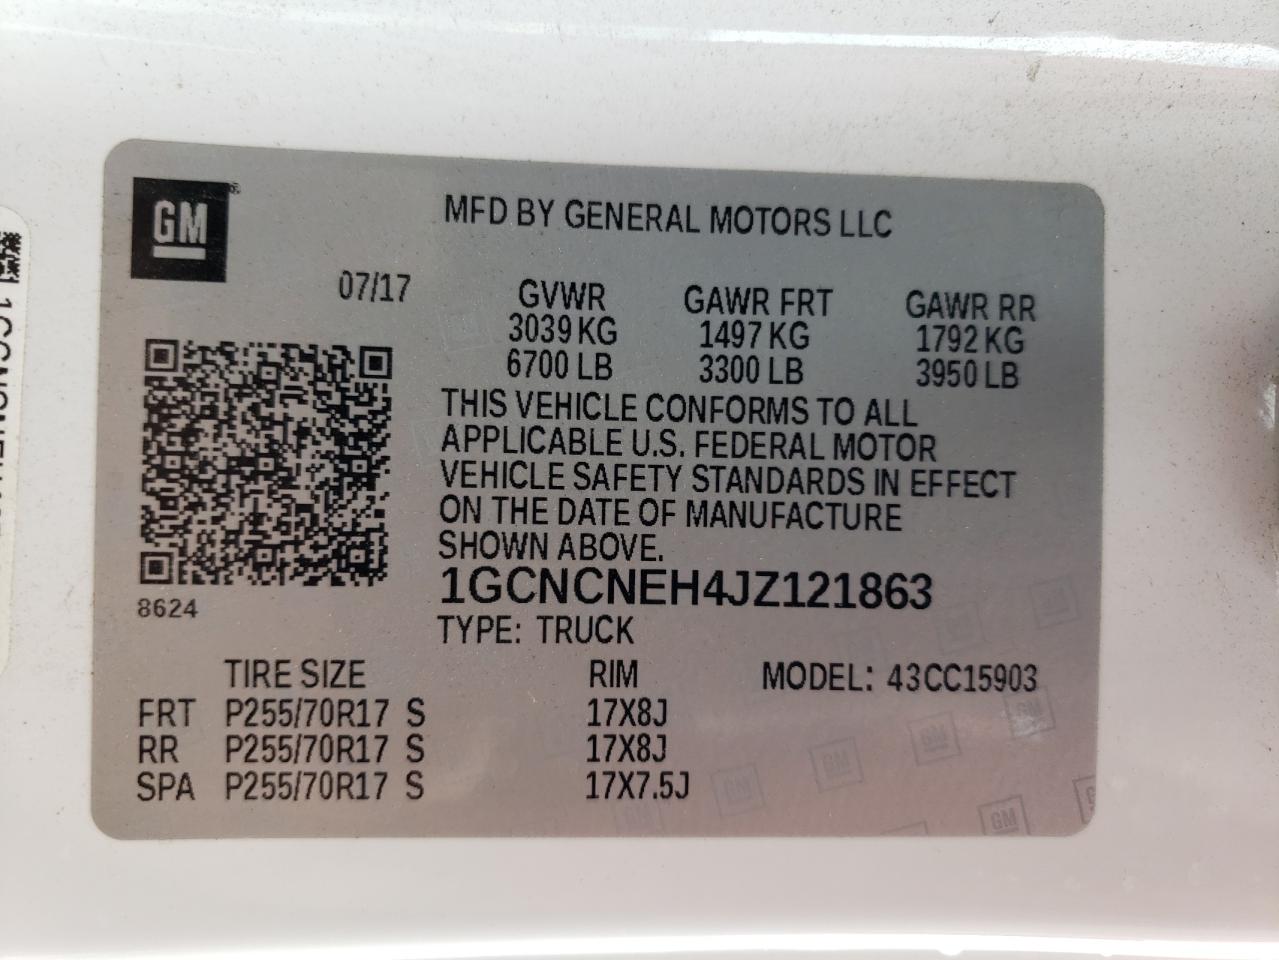 GM
MFD BY GENERAL MOTORS LLC
07/17
GVWR GAWR FRT GAWR RR
3039 KG 1497 KG 1792 KG
6700 LB 3300 LB 3950 LB
THIS VEHICLE CONFORMS TO ALL
APPLICABLE U.S. FEDERAL MOTOR
VEHICLE SAFETY STANDARDS IN EFFECT
ON THE DATE OF MANUFACTURE
SHOWN ABOVE.
1GCNCNEH4JZ121863
8624
TYPE: TRUCK
TIRE SIZE RIM MODEL: 43CC15903
FRT P255/70R17 S 17X8J
RR P255/70R17 S 17X8J
SPA P255/70R17 S 17X7.5J